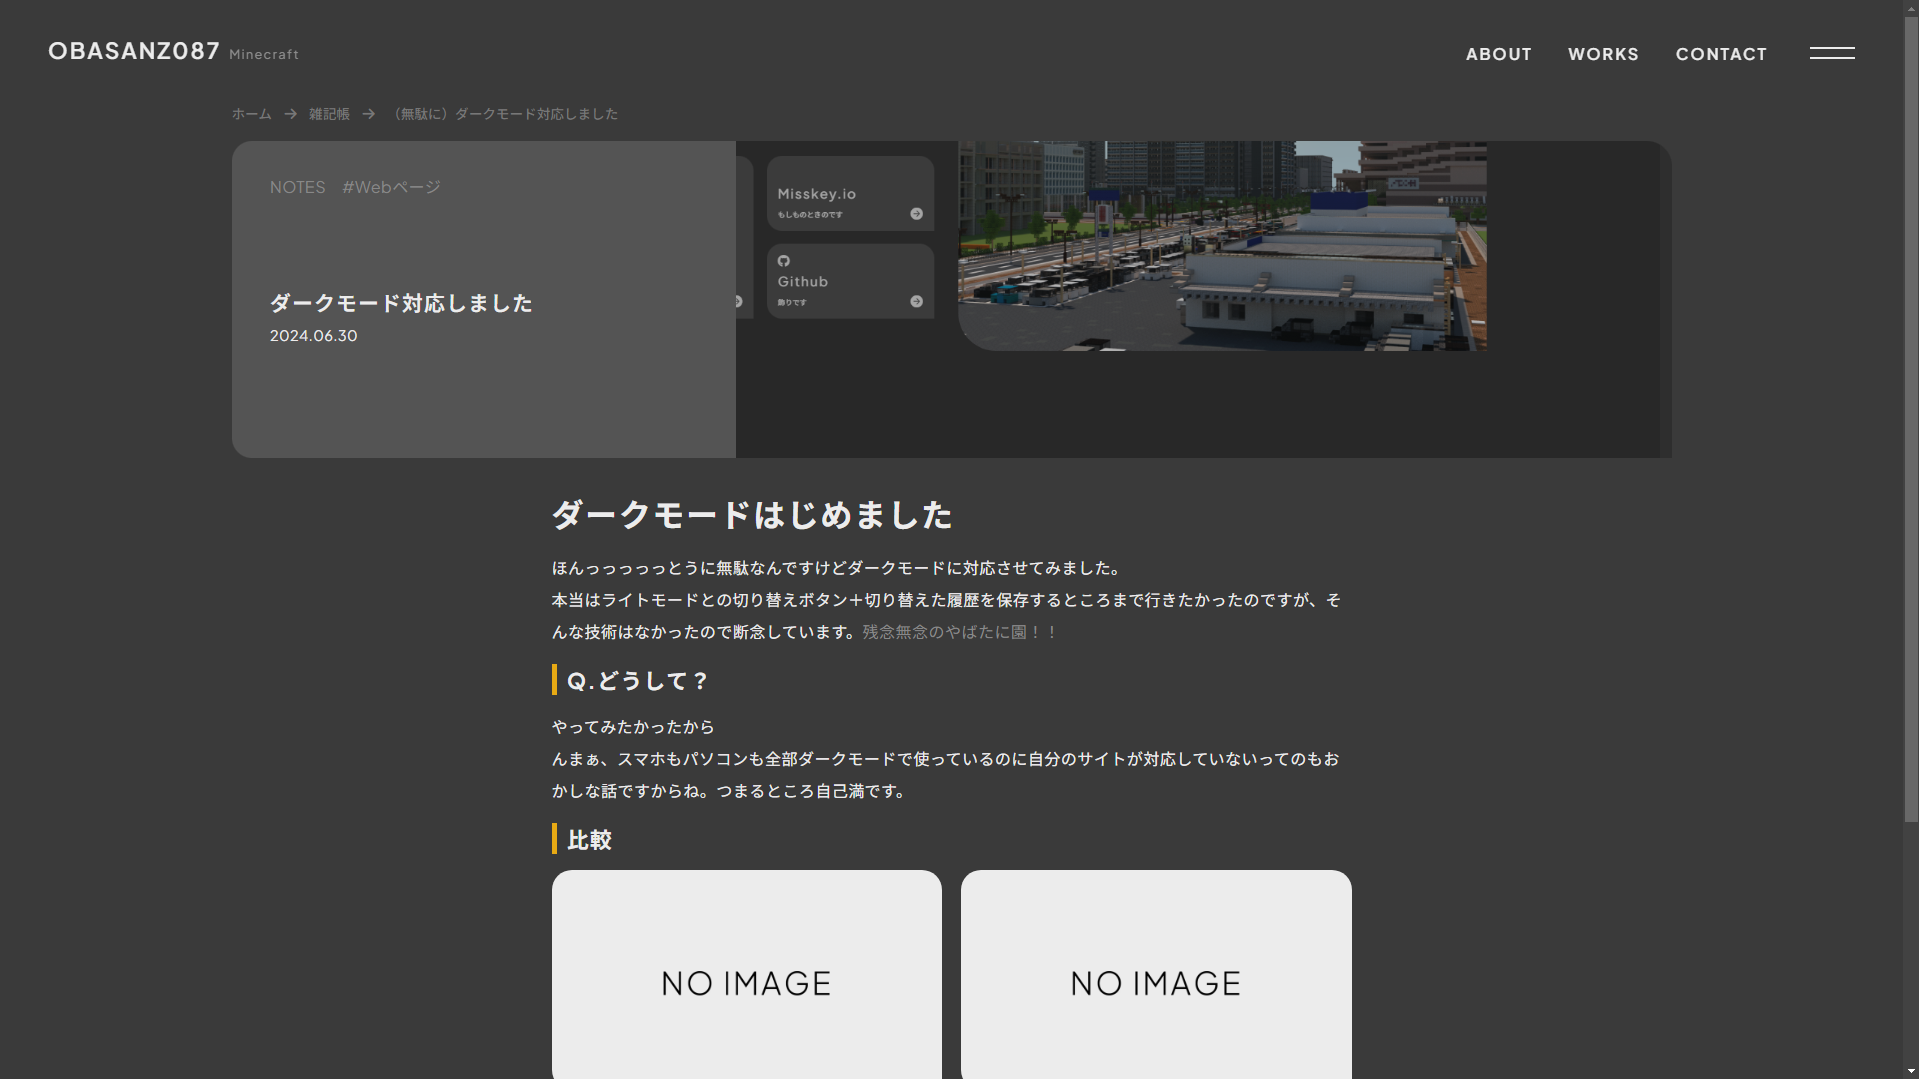 OBASANZ087 Minecraft
ABOUT
WORKS
CONTACT
ホーム → 雑記帳 → （無駄に）ダークモード対応しました
NOTES #Webページ
ダークモード対応しました
2024.06.30
Misskey.io
もしものときのです
Github
飾りです
ダークモードはじめました
ほんっっっっっとうに無駄なんですけどダークモードに対応させてみました。
本当はライトモードとの切り替えボタン＋切り替えた履歴を保存するところまで行きたかったのですが、そ
んな技術はなかったので断念しています。残念無念のやばたに園！！
Q.どうして？
やってみたかったから
んまぁ、スマホもパソコンも全部ダークモードで使っているのに自分のサイトが対応していないってのもお
かしな話ですからね。つまるところ自己満です。
比較
NO IMAGE
NO IMAGE